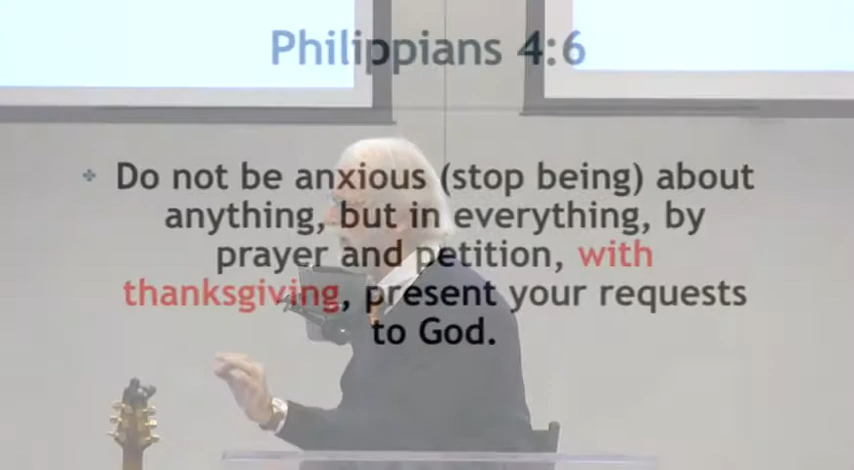 Philippians 4:6
Do not be anxious (stop being) about
anything, but in everything, by
prayer and petition, with
thanksgiving, present your requests
to God.